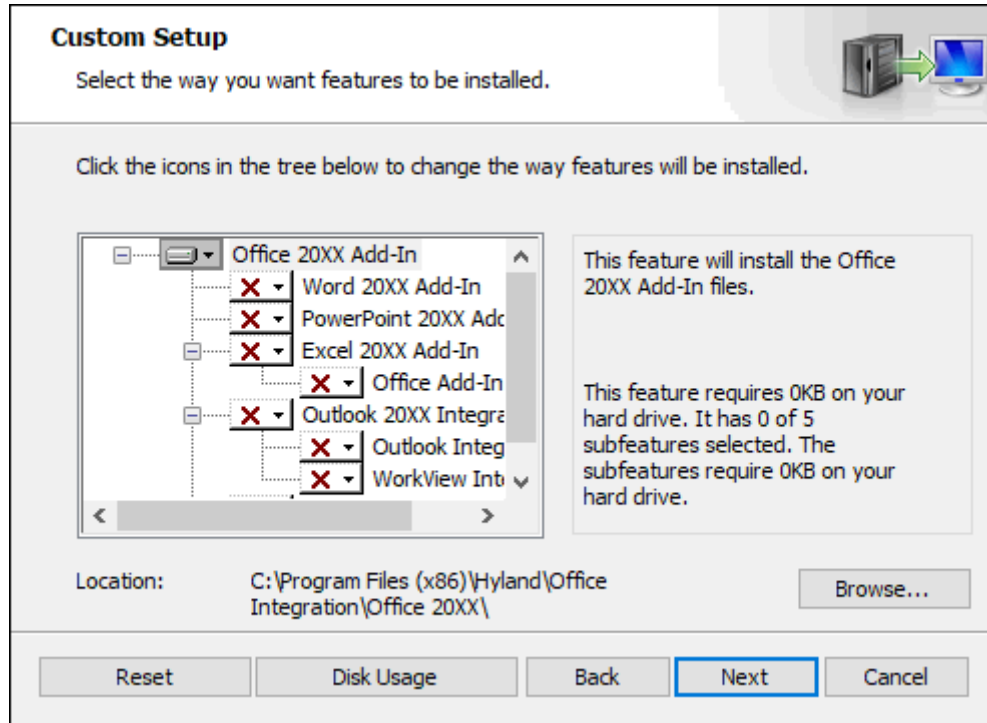 Custom Setup
Select the way you want features to be installed.
Click the icons in the tree below to change the way features will be installed.
Office 20XX Add-In
Word 20XX Add-In
PowerPoint 20XX Add
Excel 20XX Add-In
Office Add-In
Outlook 20XX Integra
Outlook Integ
WorkView Int
This feature will install the Office
20XX Add-In files.
This feature requires 0KB on your
hard drive. It has 0 of 5
subfeatures selected. The
subfeatures require 0KB on your
hard drive.
Location:
C:\Program Files (x86)\Hyland\Office
Integration\Office 20XX\
Browse...
Reset
Disk Usage
Back
Next
Cancel